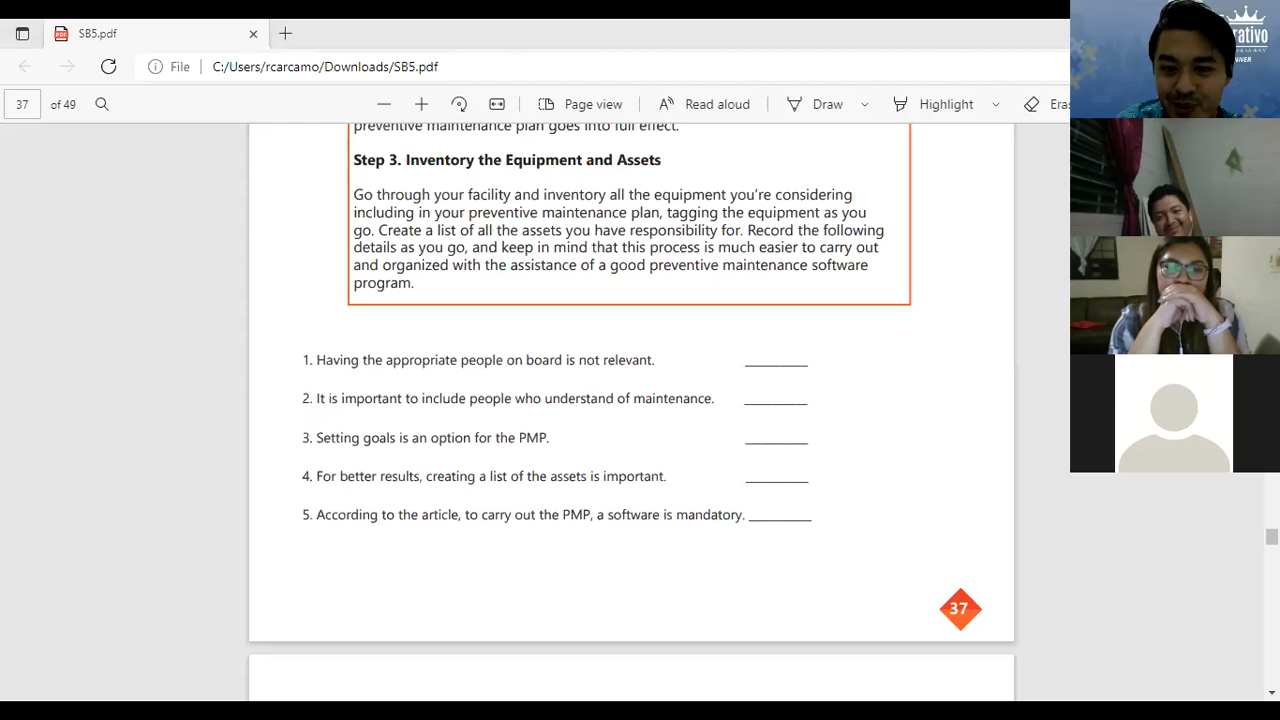 SB5.pdf
File C:/Users/rcarcamo/Downloads/SB5.pdf
37 of 49 Page view Read aloud Draw Highlight Eras
preventive maintenance plan goes into full effect.
Step 3. Inventory the Equipment and Assets
Go through your facility and inventory all the equipment you're considering
including in your preventive maintenance plan, tagging the equipment as you
go. Create a list of all the assets you have responsibility for. Record the following
details as you go, and keep in mind that this process is much easier to carry out
and organized with the assistance of a good preventive maintenance software
program.
1. Having the appropriate people on board is not relevant. _________
2. It is important to include people who understand of maintenance. _________
3. Setting goals is an option for the PMP. _________
4. For better results, creating a list of the assets is important. _________
5. According to the article, to carry out the PMP, a software is mandatory. _________
37